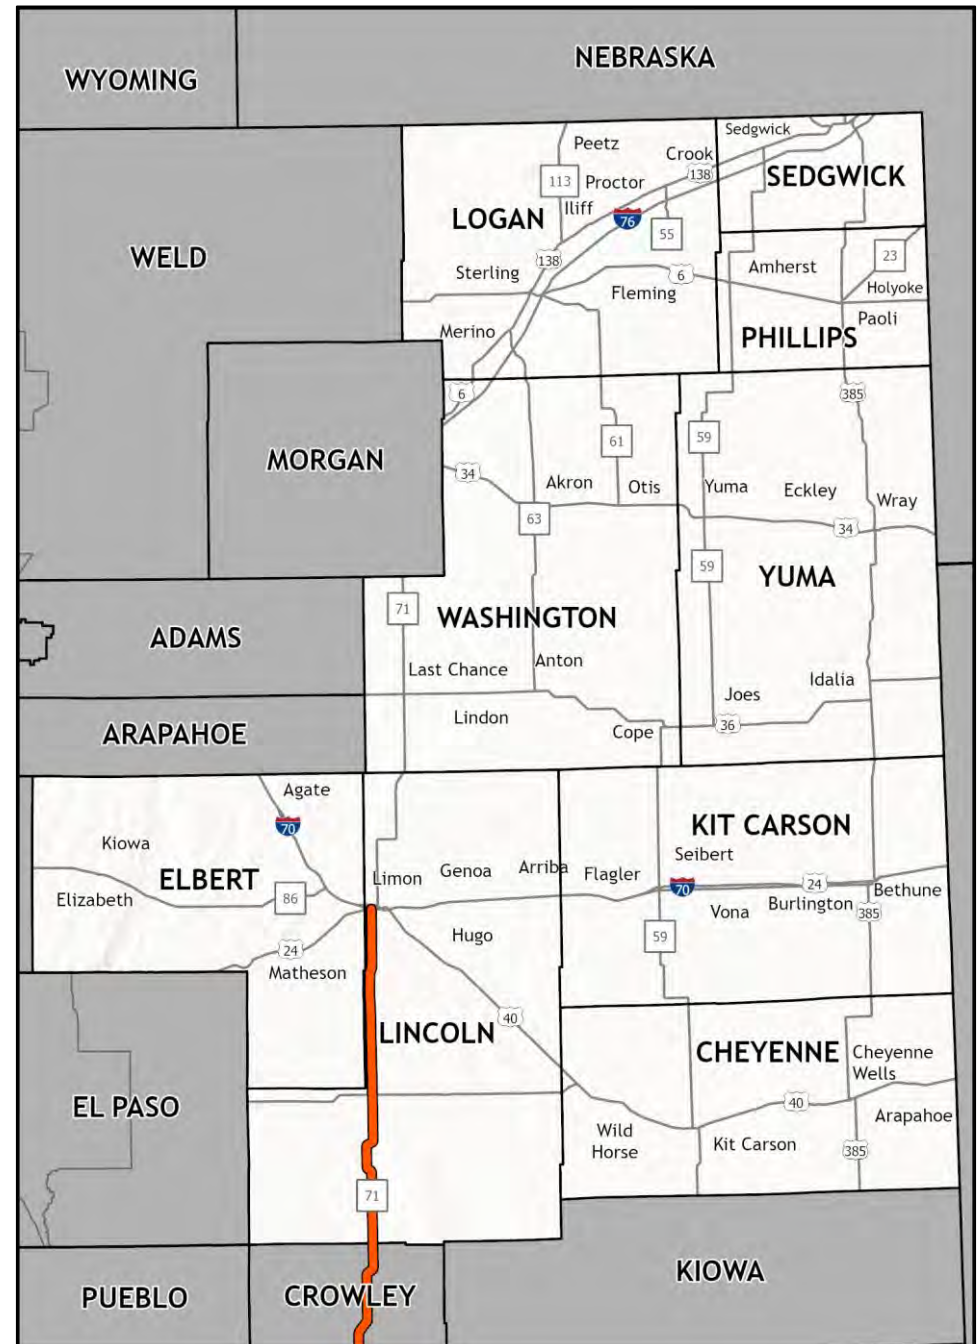 WYOMING
NEBRASKA
Sedgwick
Peetz
Crook
138
SEDGWICK
113
Proctor
Iliff
LOGAN
76
55
WELD
138
23
Sterling
6
Amherst
Fleming
Holyoke
Paoli
Merino
PHILLIPS
6
385
MORGAN
61
59
34
Akron
Otis
Yuma
Eckley
Wray
63
34
59
YUMA
71
WASHINGTON
ADAMS
Last Chance
Anton
Idalia
Joes
Lindon
36
Cope
ARAPAHOE
Agate
70
KIT CARSON
Kiowa
Seibert
ELBERT
Limon
Genoa
Arriba
Flagler
70
24
Bethune
86
Elizabeth
Vona
Burlington
385
Hugo
59
24
Matheson
40
LINCOLN
CHEYENNE
Cheyenne
Wells
EL PASO
40
Arapahoe
Wild
Horse
Kit Carson
385
71
KIOWA
PUEBLO
CROWLEY